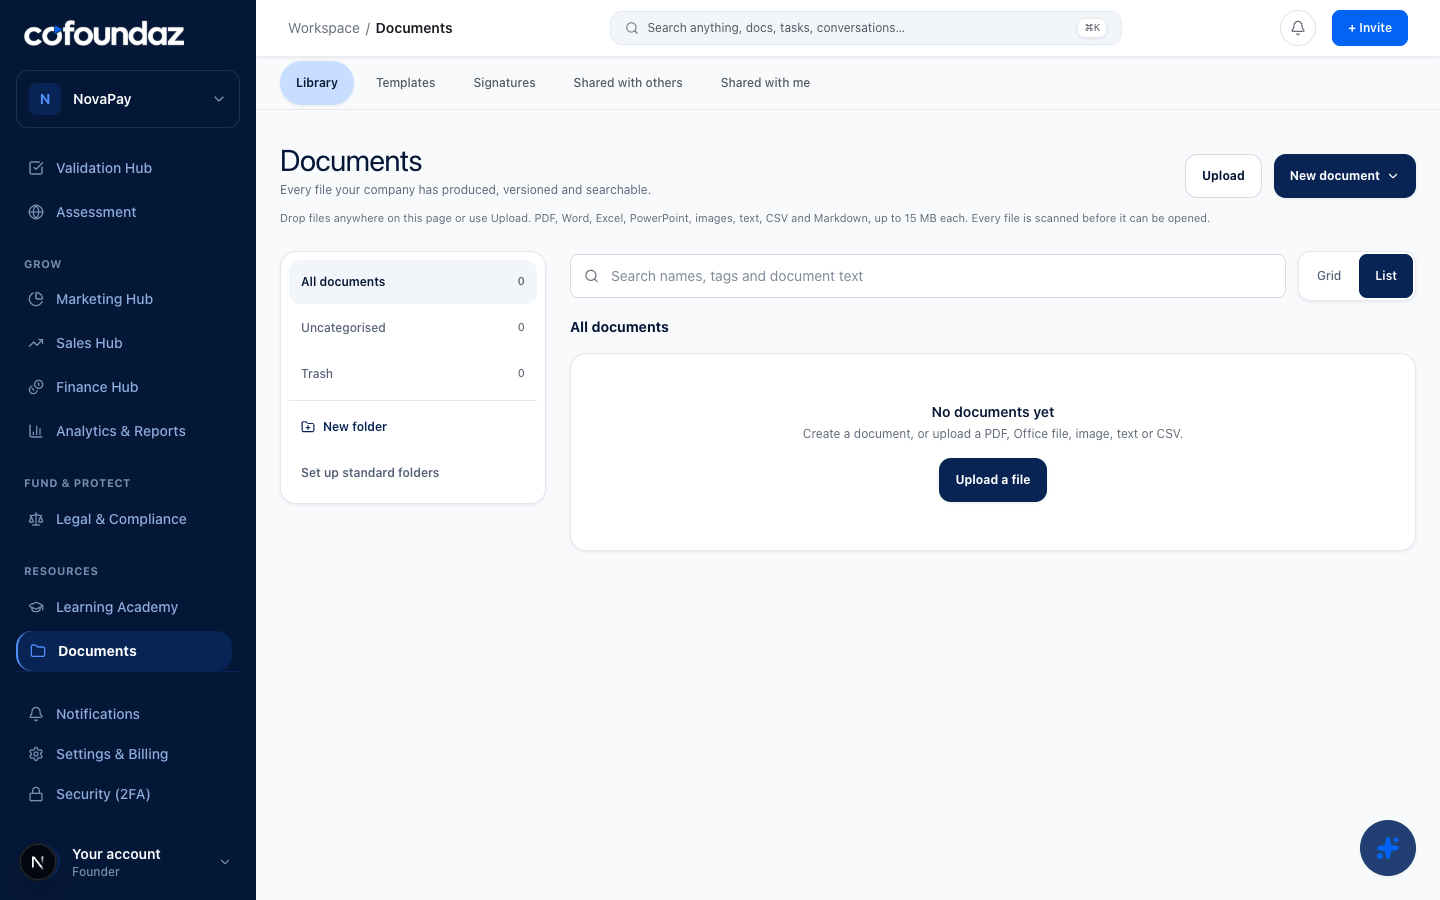 cofoundaz
Workspace / Documents
Search anything, docs, tasks, conversations...
⌘K
+ Invite
N
NovaPay
Library
Templates
Signatures
Shared with others
Shared with me
Validation Hub
Assessment
GROW
Marketing Hub
Sales Hub
Finance Hub
Analytics & Reports
FUND & PROTECT
Legal & Compliance
RESOURCES
Learning Academy
Documents
Notifications
Settings & Billing
Security (2FA)
N
Your account
Founder
Documents
Every file your company has produced, versioned and searchable.
Upload
New document
Drop files anywhere on this page or use Upload. PDF, Word, Excel, PowerPoint, images, text, CSV and Markdown, up to 15 MB each. Every file is scanned before it can be opened.
All documents 0
Uncategorised 0
Trash 0
New folder
Set up standard folders
Search names, tags and document text
Grid
List
All documents
No documents yet
Create a document, or upload a PDF, Office file, image, text or CSV.
Upload a file